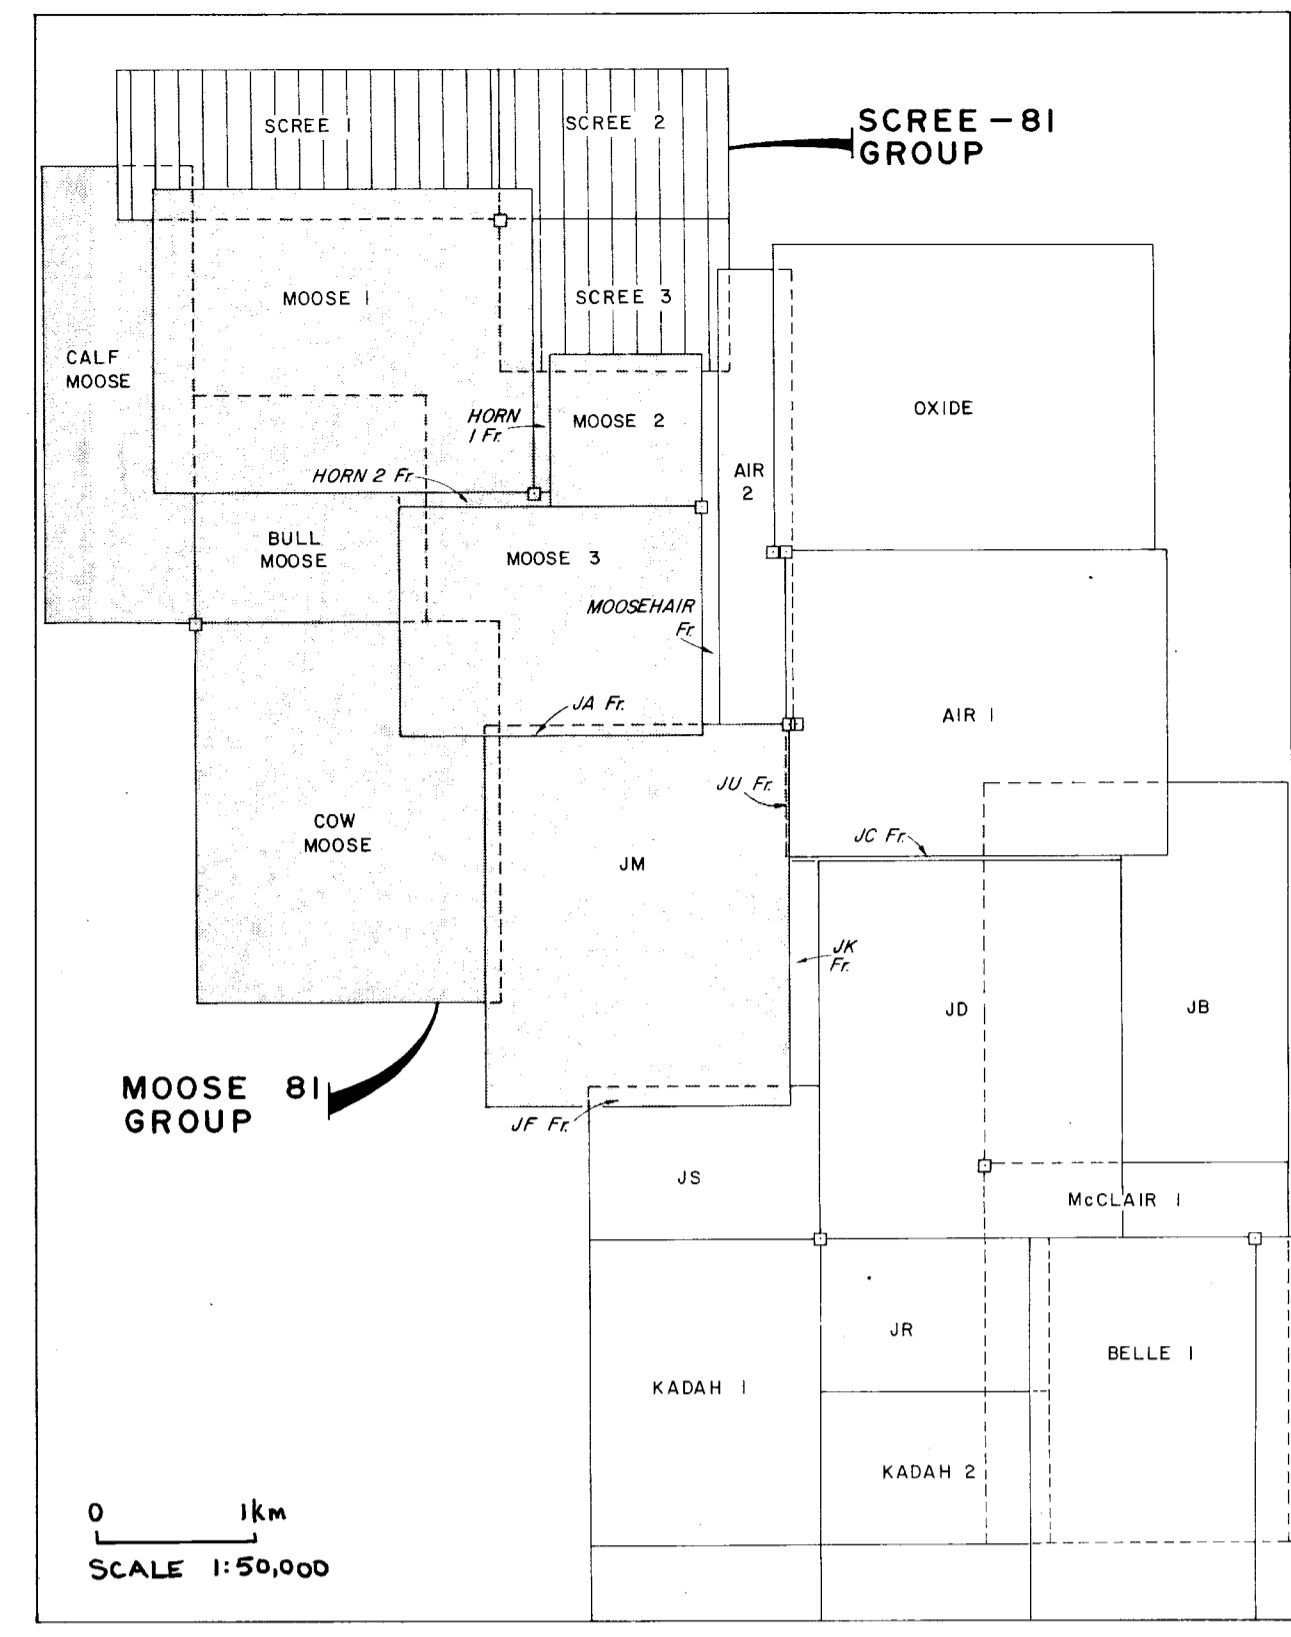 SCREE 1
SCREE 2
SCREE - 81
GROUP
MOOSE 1
SCREE 3
CALF
MOOSE
HORN
1 Fr.
MOOSE 2
OXIDE
HORN 2 Fr
AIR
2
BULL
MOOSE
MOOSE 3
MOOSEHAIR
Fr.
JA Fr.
AIR 1
JU Fr.
COW
MOOSE
JM
JC Fr.
JK
Fr.
JD
JB
MOOSE 81
GROUP
JF Fr.
JS
McCLAIR 1
JR
BELLE 1
KADAH 1
KADAH 2
0 1km
SCALE 1:50,000